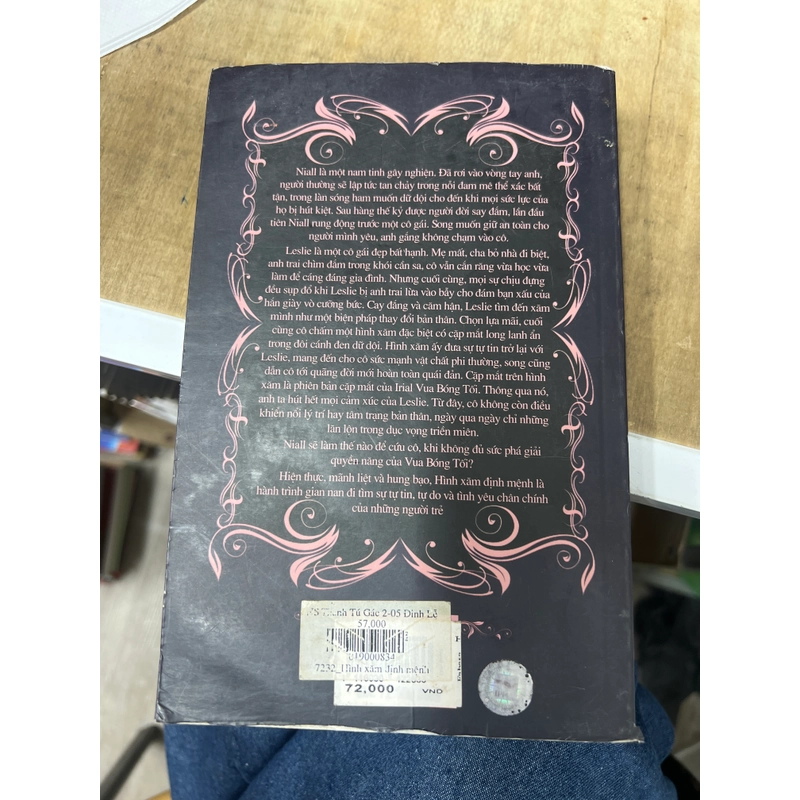 Niall là một nam tinh gây nghiện. Đã rơi vào vòng tay anh,
người thường sẽ lập tức tan chảy trong nỗi đam mê thể xác bất
tận, trong làn sóng ham muốn dữ dội cho đến khi mọi sức lực của
họ bị hút kiệt. Sau hàng thế kỷ được người đời say đắm, lần đầu
tiên Niall rung động trước một cô gái. Song muốn giữ an toàn cho
người mình yêu, anh gắng không chạm vào cô.
Leslie là một cô gái đẹp bất hạnh. Mẹ mất, cha bỏ nhà đi biệt,
anh trai chìm đắm trong khói cần sa, cô vẫn cắn răng vừa học vừa
làm để cáng đáng gia đình. Nhưng cuối cùng, mọi sự chịu đựng
đều sụp đổ khi Leslie bị anh trai lừa vào bẫy cho đám bạn xấu của
hắn giày vò cưỡng bức. Cay đắng và căm hận, Leslie tìm đến xăm
mình như một biện pháp thay đổi bản thân. Chọn lựa mãi, cuối
cùng cô chấm một hình xăm đặc biệt có cặp mắt long lanh ẩn
trong đôi cánh đen dữ dội. Hình xăm ấy đưa sự tự tin trở lại với
Leslie, mang đến cho cô sức mạnh vật chất phi thường, song cũng
dẫn cô tới quãng đời mới hoàn toàn quái đản. Cặp mắt trên hình
xăm là phiên bản cặp mắt của Irial Vua Bóng Tối. Thông qua nó,
anh ta hút hết mọi cảm xúc của Leslie. Từ đây, cô không còn điều
khiển nổi lý trí hay tâm trạng bản thân, ngày qua ngày chỉ những
lăn lộn trong dục vọng triền miên.
Niall sẽ làm thế nào để cứu cô, khi không đủ sức phá giải
quyền năng của Vua Bóng Tối?
Hiện thực, mãnh liệt và hung bạo, Hình xăm định mệnh là
hành trình gian nan đi tìm sự tự tin, tự do và tình yêu chân chính
của những người trẻ
Tú Gác 2-05 Đinh Lễ
57,000
819000834
7232_Hình xăm định mệnh
72,000 VND